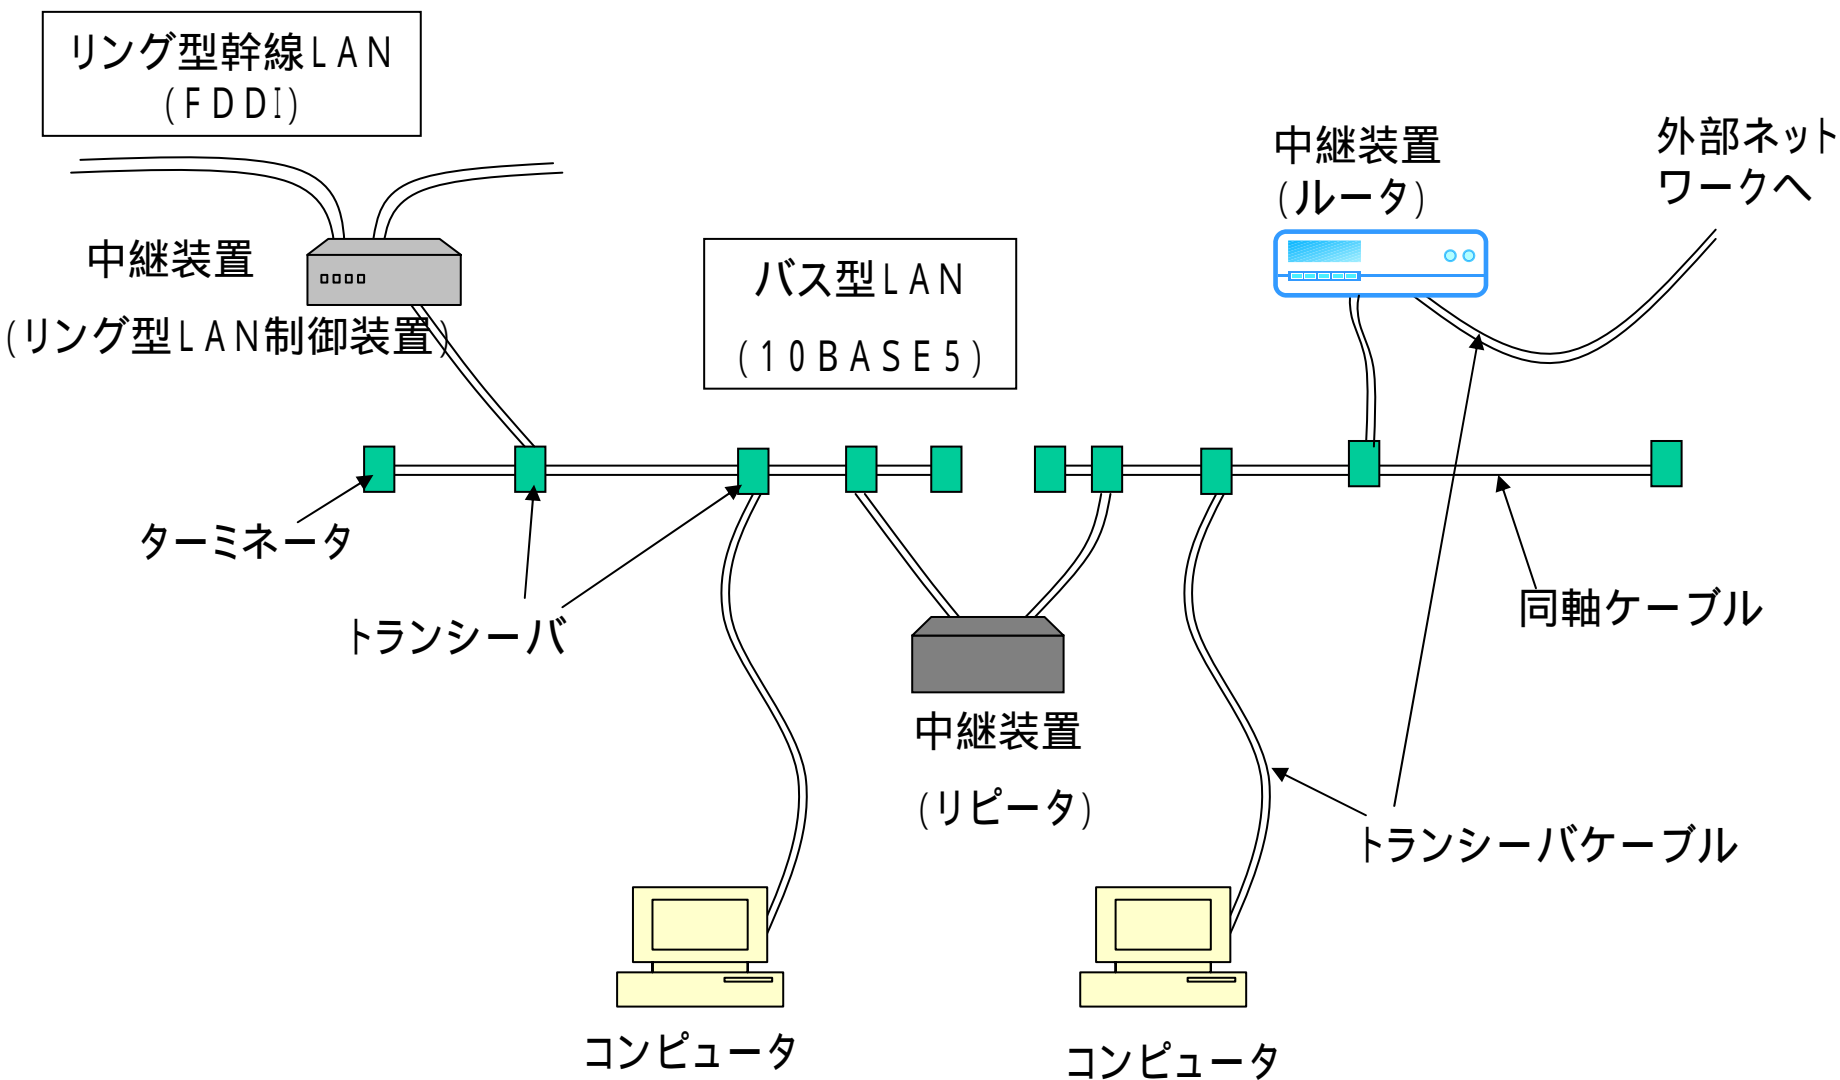 リング型幹線LAN
(FDDI)
中継装置
(ルータ)
外部ネット
ワークへ
中継装置
(リング型LAN制御装置)
バス型LAN
(10BASE5)
ターミネータ
トランシーバ
同軸ケーブル
中継装置
(リピータ)
トランシーバケーブル
コンピュータ
コンピュータ